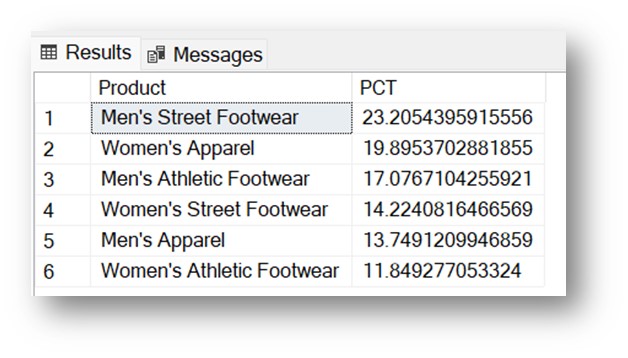 Results Messages
Product PCT
1 Men's Street Footwear 23.2054395915556
2 Women's Apparel 19.8953702881855
3 Men's Athletic Footwear 17.0767104255921
4 Women's Street Footwear 14.2240816466569
5 Men's Apparel 13.7491209946859
6 Women's Athletic Footwear 11.849277053324